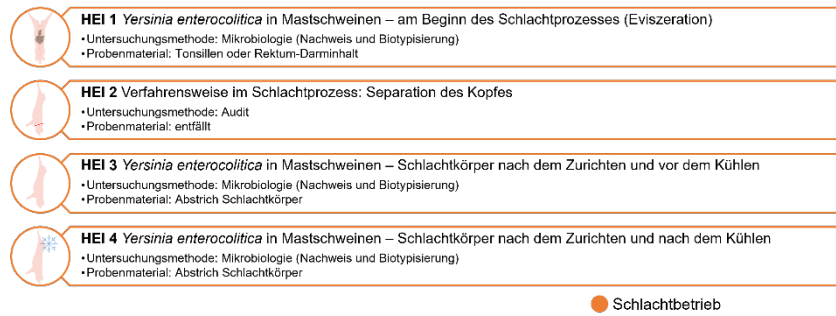 HEI 1 Yersinia enterocolitica in Mastschweinen – am Beginn des Schlachtprozesses (Eviszeration)
•Untersuchungsmethode: Mikrobiologie (Nachweis und Biotypisierung)
•Probenmaterial: Tonsillen oder Rektum-Darminhalt
HEI 2 Verfahrensweise im Schlachtprozess: Separation des Kopfes
•Untersuchungsmethode: Audit
•Probenmaterial: entfällt
HEI 3 Yersinia enterocolitica in Mastschweinen – Schlachtkörper nach dem Zurichten und vor dem Kühlen
•Untersuchungsmethode: Mikrobiologie (Nachweis und Biotypisierung)
•Probenmaterial: Abstrich Schlachtkörper
HEI 4 Yersinia enterocolitica in Mastschweinen – Schlachtkörper nach dem Zurichten und nach dem Kühlen
•Untersuchungsmethode: Mikrobiologie (Nachweis und Biotypisierung)
•Probenmaterial: Abstrich Schlachtkörper
Schlachtbetrieb